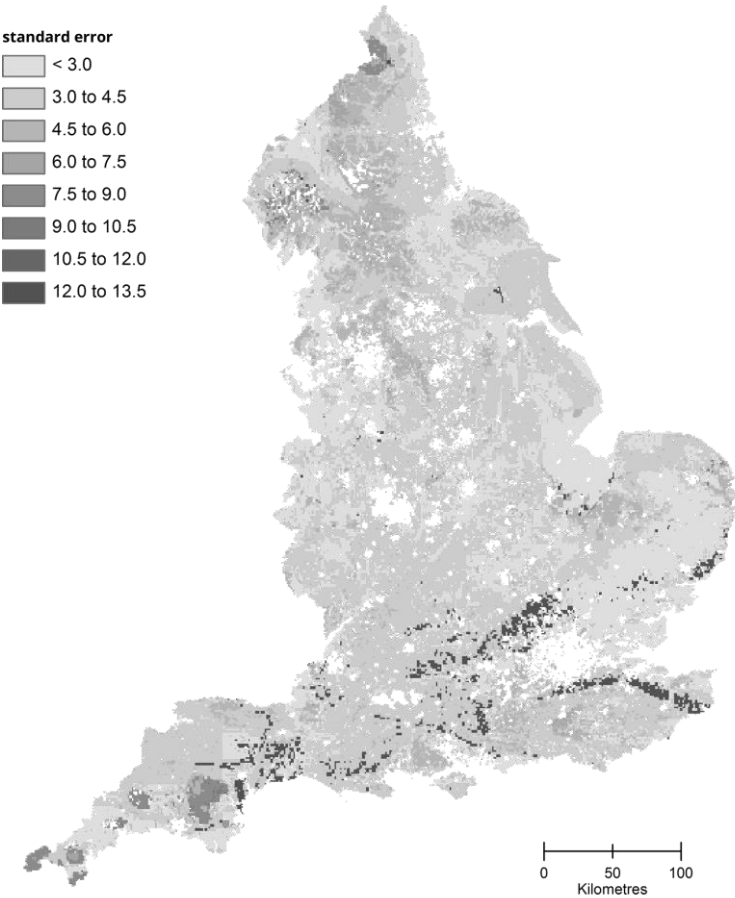 standard error
< 3.0
3.0 to 4.5
4.5 to 6.0
6.0 to 7.5
7.5 to 9.0
9.0 to 10.5
10.5 to 12.0
12.0 to 13.5
0 50 100
Kilometres